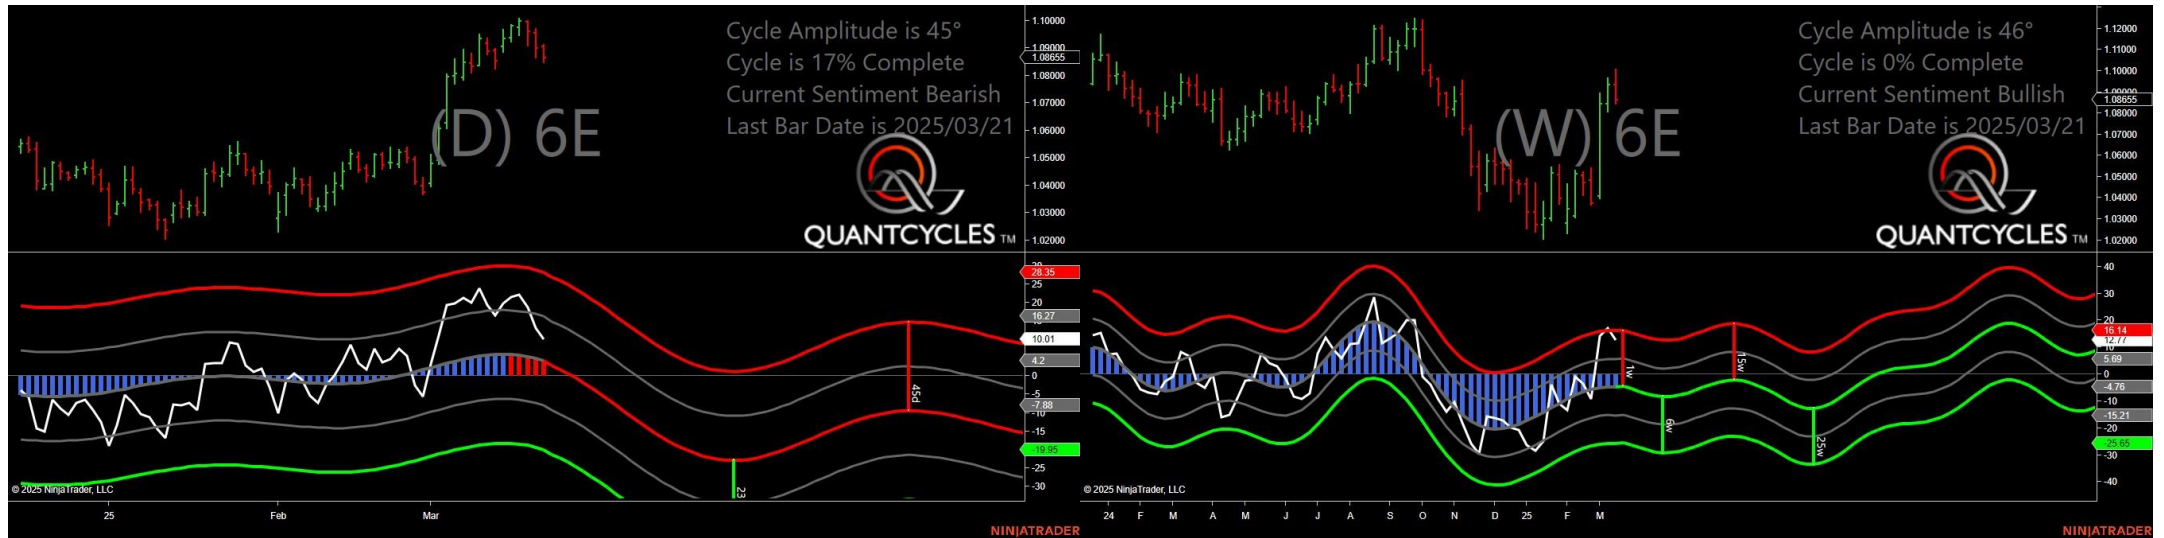 Cycle Amplitude is 45°
Cycle is 17% Complete
Current Sentiment Bearish
Last Bar Date is 2025/03/21
(D) 6E
QUANTCYCLES TM
1.10000
1.09000
1.08655
1.08000
1.07000
1.06000
1.05000
1.04000
1.03000
1.02000
28.35
25
20
16.27
10.01
4.2
0
-5
-7.88
-10
-15
-19.95
-25
-30
45d
23
© 2025 NinjaTrader, LLC
25 Feb Mar
NINJATRADER
Cycle Amplitude is 46°
Cycle is 0% Complete
Current Sentiment Bullish
Last Bar Date is 2025/03/21
(W) 6E
QUANTCYCLES TM
1.12000
1.11000
1.10000
1.08655
1.08000
1.07000
1.06000
1.05000
1.04000
1.03000
1.02000
40
30
20
16.14
12.77
5.69
0
-4.76
-10
-15.21
-20
-25.65
-30
-40
1w
15w
6w
25w
© 2025 NinjaTrader, LLC
24 F M A M J J A S O N D 25 F M
NINJATRADER